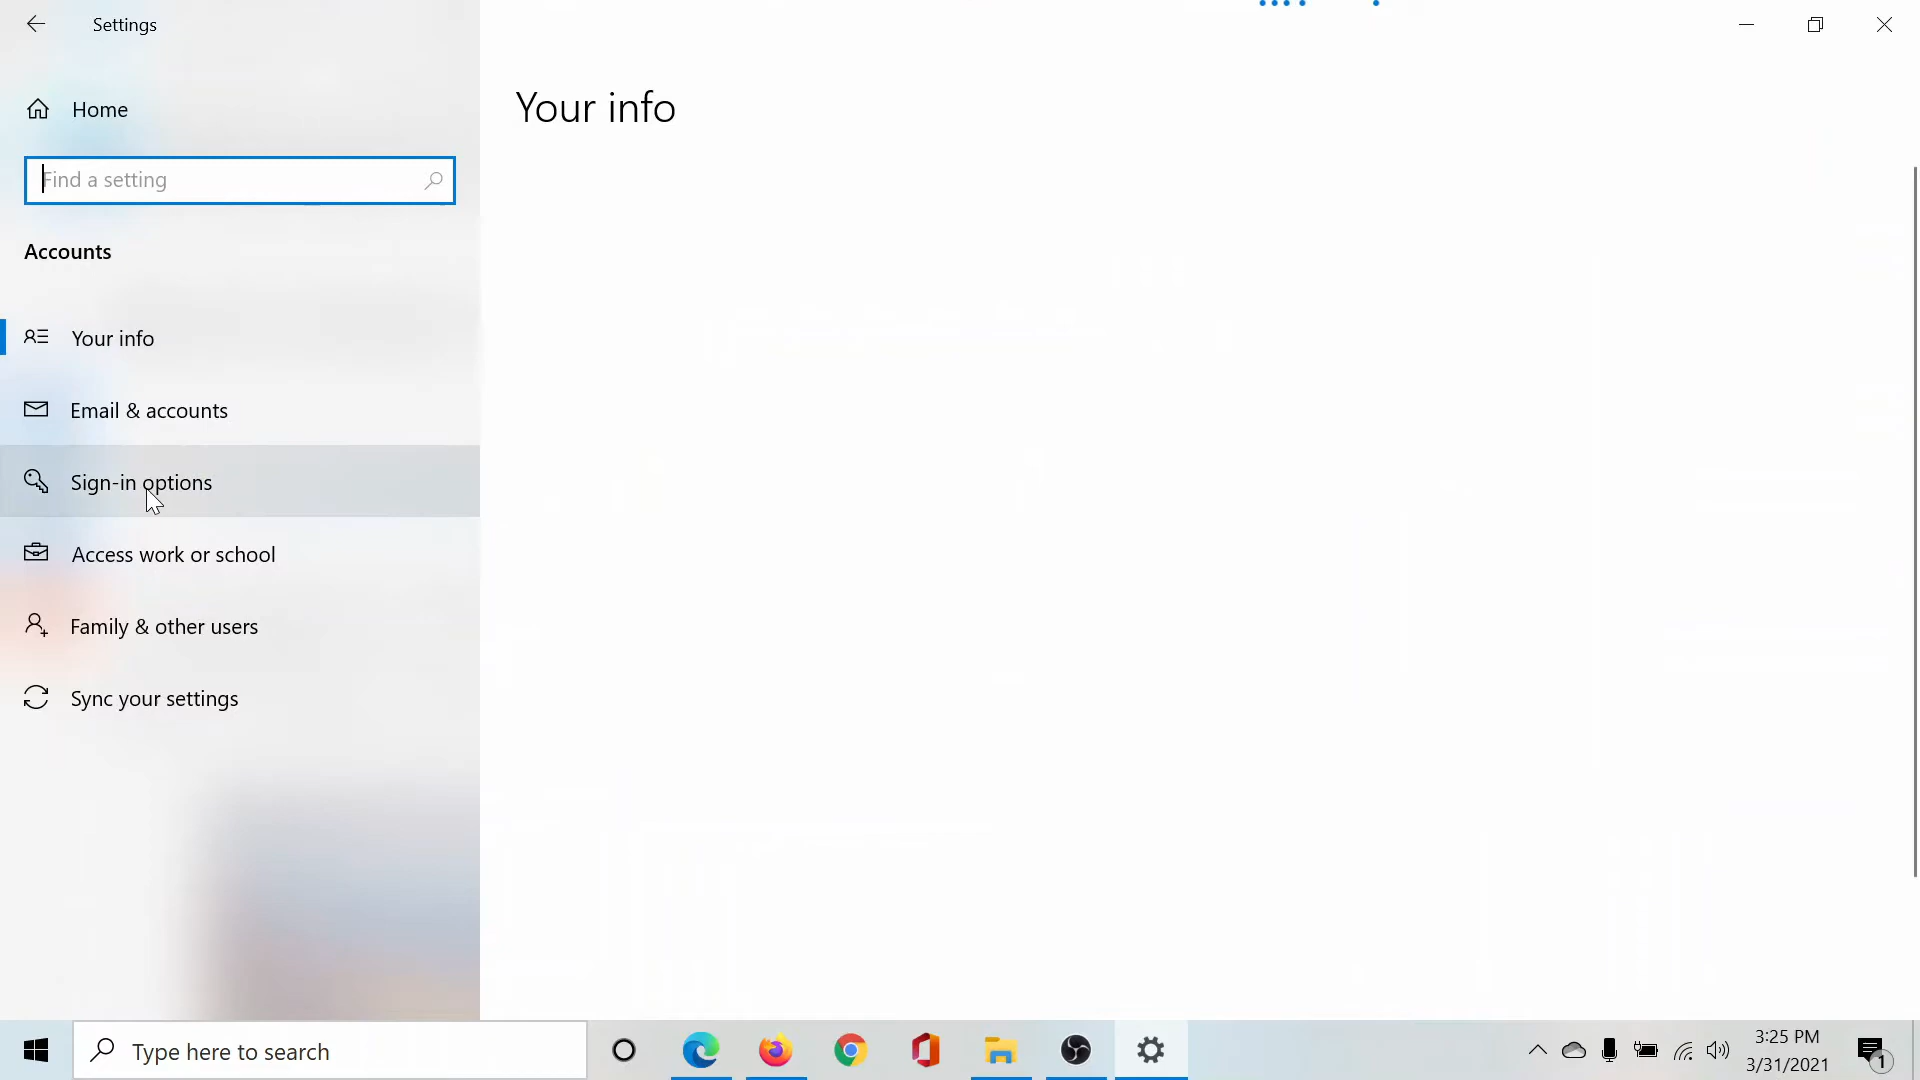 Settings
Home
Find a setting
Accounts
Your info
Email & accounts
Sign-in options
Access work or school
Family & other users
Sync your settings
Your info
Type here to search
3:25 PM
3/31/2021
1